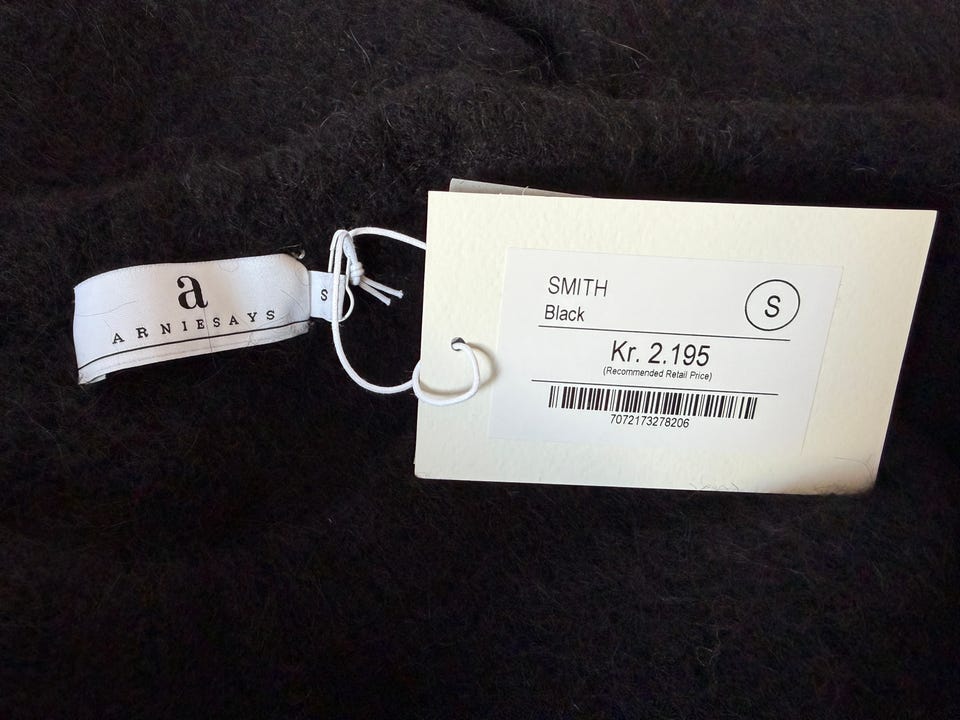 a
ARNIESAYS
S
SMITH
Black
S
Kr. 2.195
(Recommended Retail Price)
7072173278206